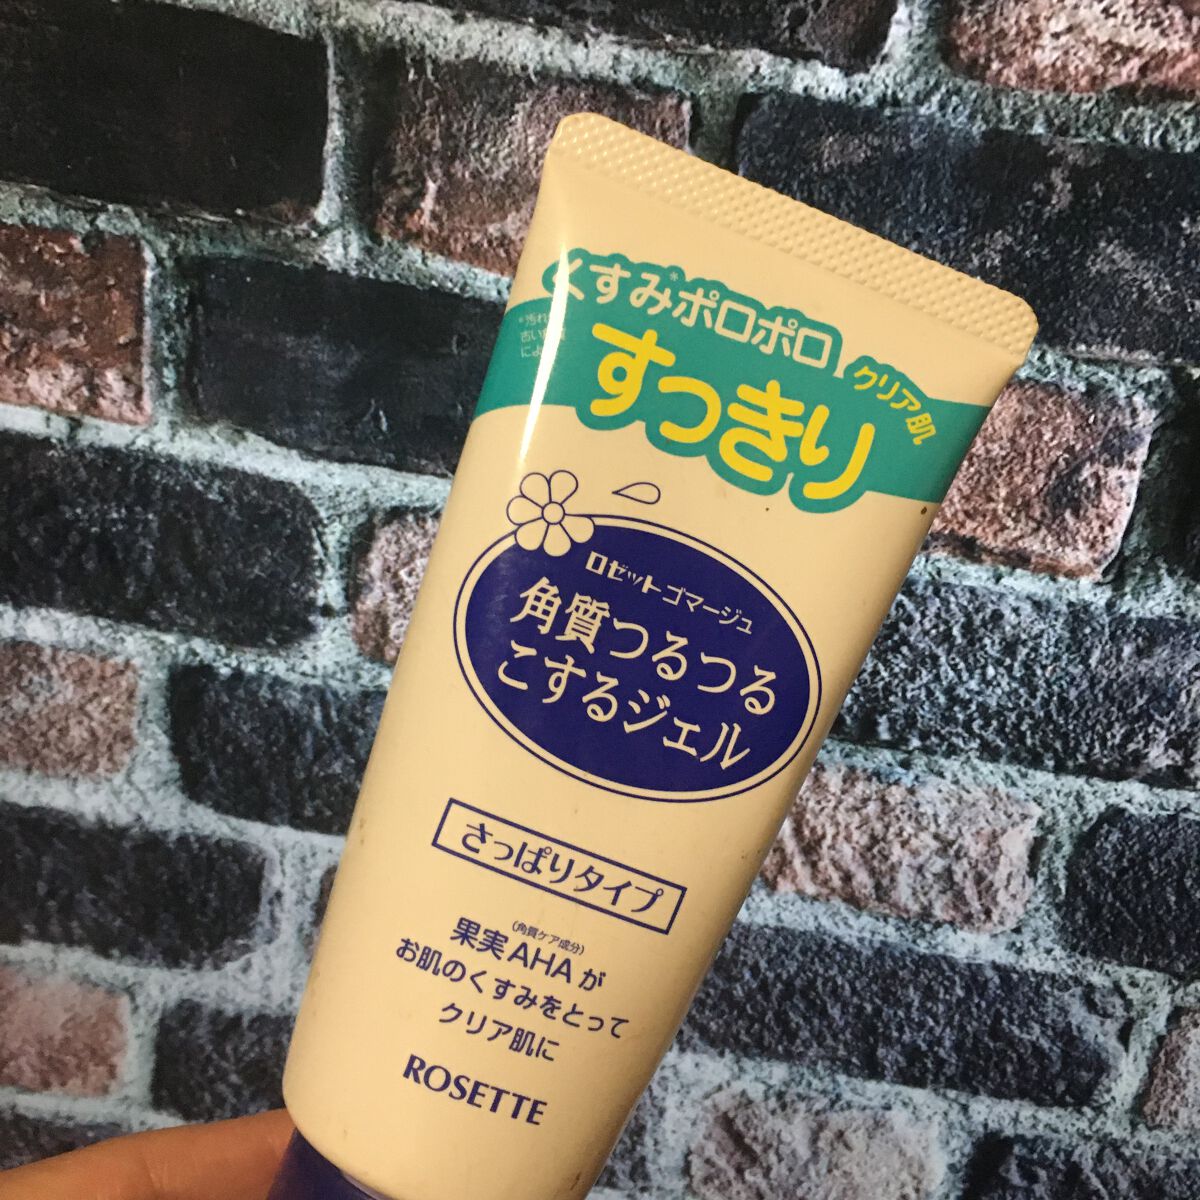 くすみ*ポロポロ
すっきり
クリア肌
ロゼットゴマージュ
角質つるつる
こするジェル
さっぱりタイプ
(角質ケア成分)
果実AHAが
お肌のくすみをとって
クリア肌に
ROSETTE